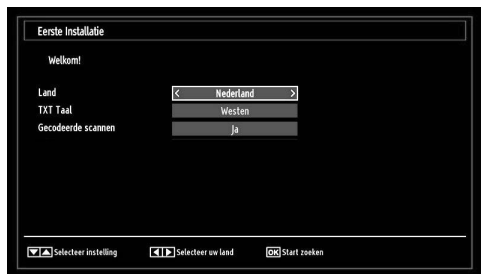 Eerste Installatie
Welkom!
Land < Nederland >
TXT Taal Westen
Gecodeerde scannen Ja
Selecteer instelling Selecteer uw land OK Start zoeken